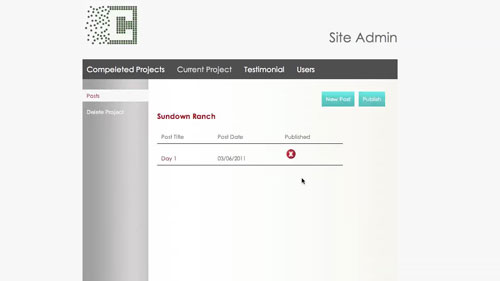 Site Admin
Compeleted Projects Current Project Testimonial Users
Posts
Delete Project
New Post Publish
Sundown Ranch
Post Title Post Date Published
Day 1 03/06/2011